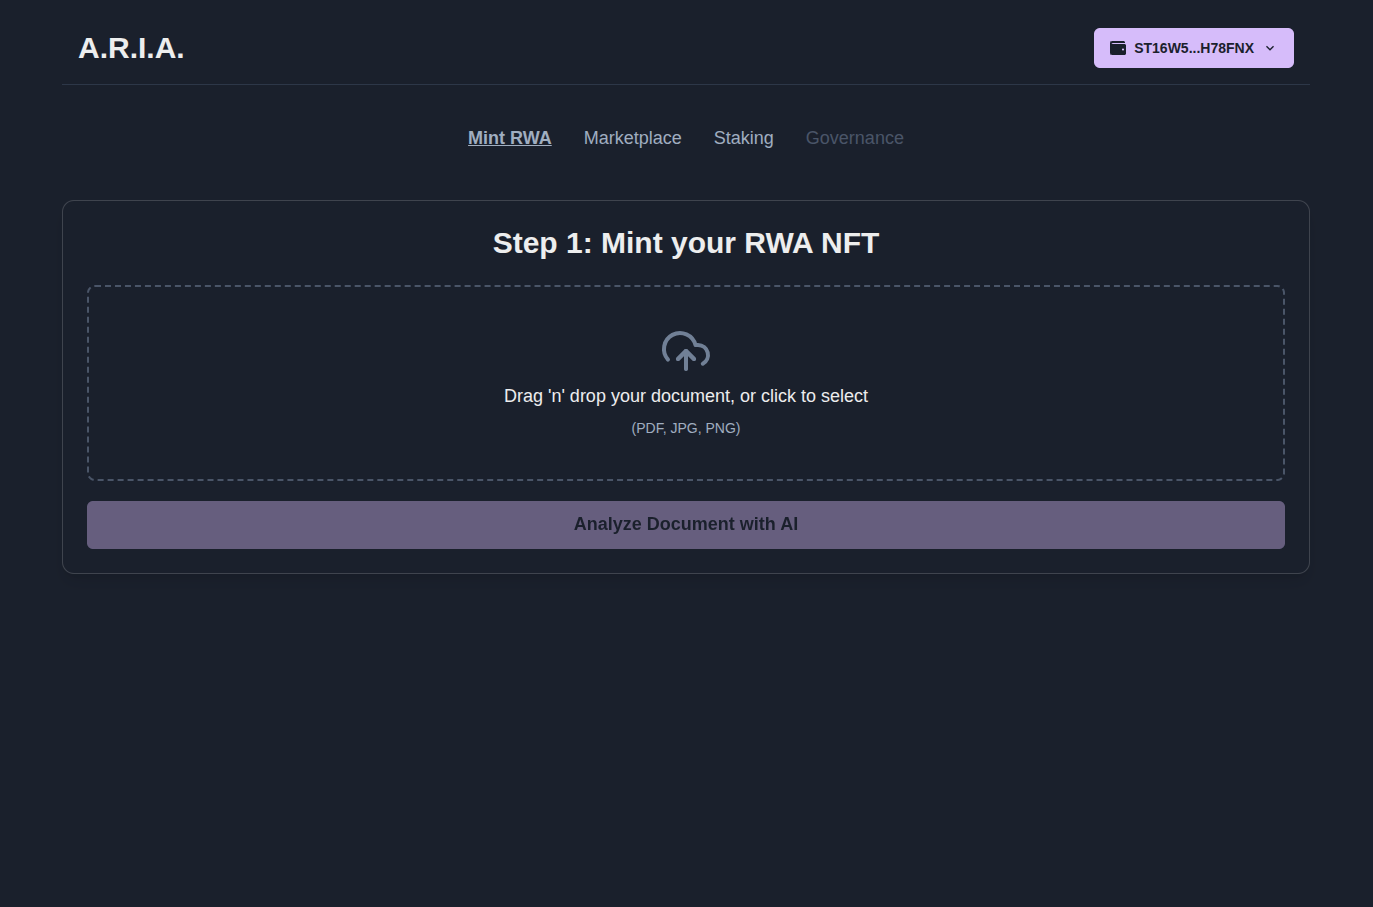 A.R.I.A.
ST16W5...H78FNX
Mint RWA Marketplace Staking Governance
Step 1: Mint your RWA NFT
Drag 'n' drop your document, or click to select
(PDF, JPG, PNG)
Analyze Document with AI